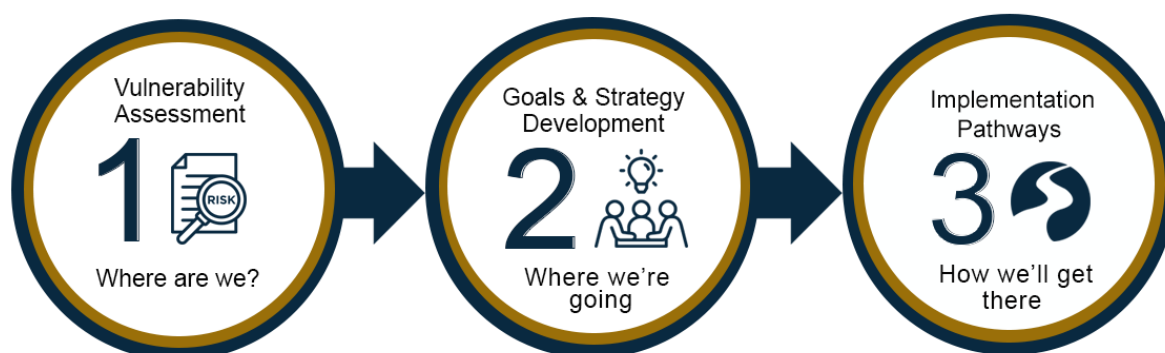 Vulnerability
Assessment
1
RISK
Where are we?
Goals & Strategy
Development
2
Where we're
going
Implementation
Pathways
3
How we'll get
there